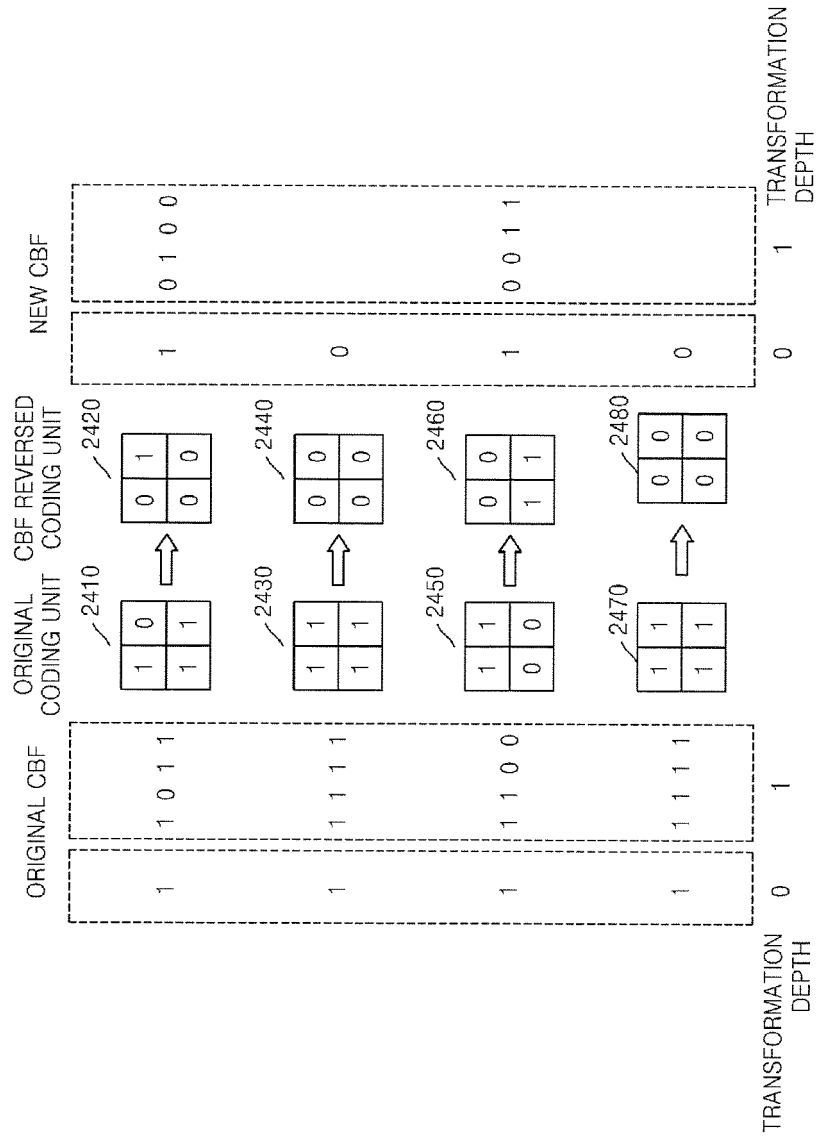 ORIGINAL CBF
ORIGINAL
CODING UNIT
CBF REVERSED
CODING UNIT
NEW CBF
1
1 0 1 1
2410
1 0
1 1
2420
0 1
0 0
1
0 1 0 0
1
1 1 1 1
2430
1 1
1 1
2440
0 0
0 0
0
1
1 1 0 0
2450
1 1
0 0
2460
0 0
1 1
1
0 0 1 1
1
1 1 1 1
2470
1 1
1 1
2480
0 0
0 0
0
TRANSFORMATION
DEPTH
0
1
0
1
TRANSFORMATION
DEPTH